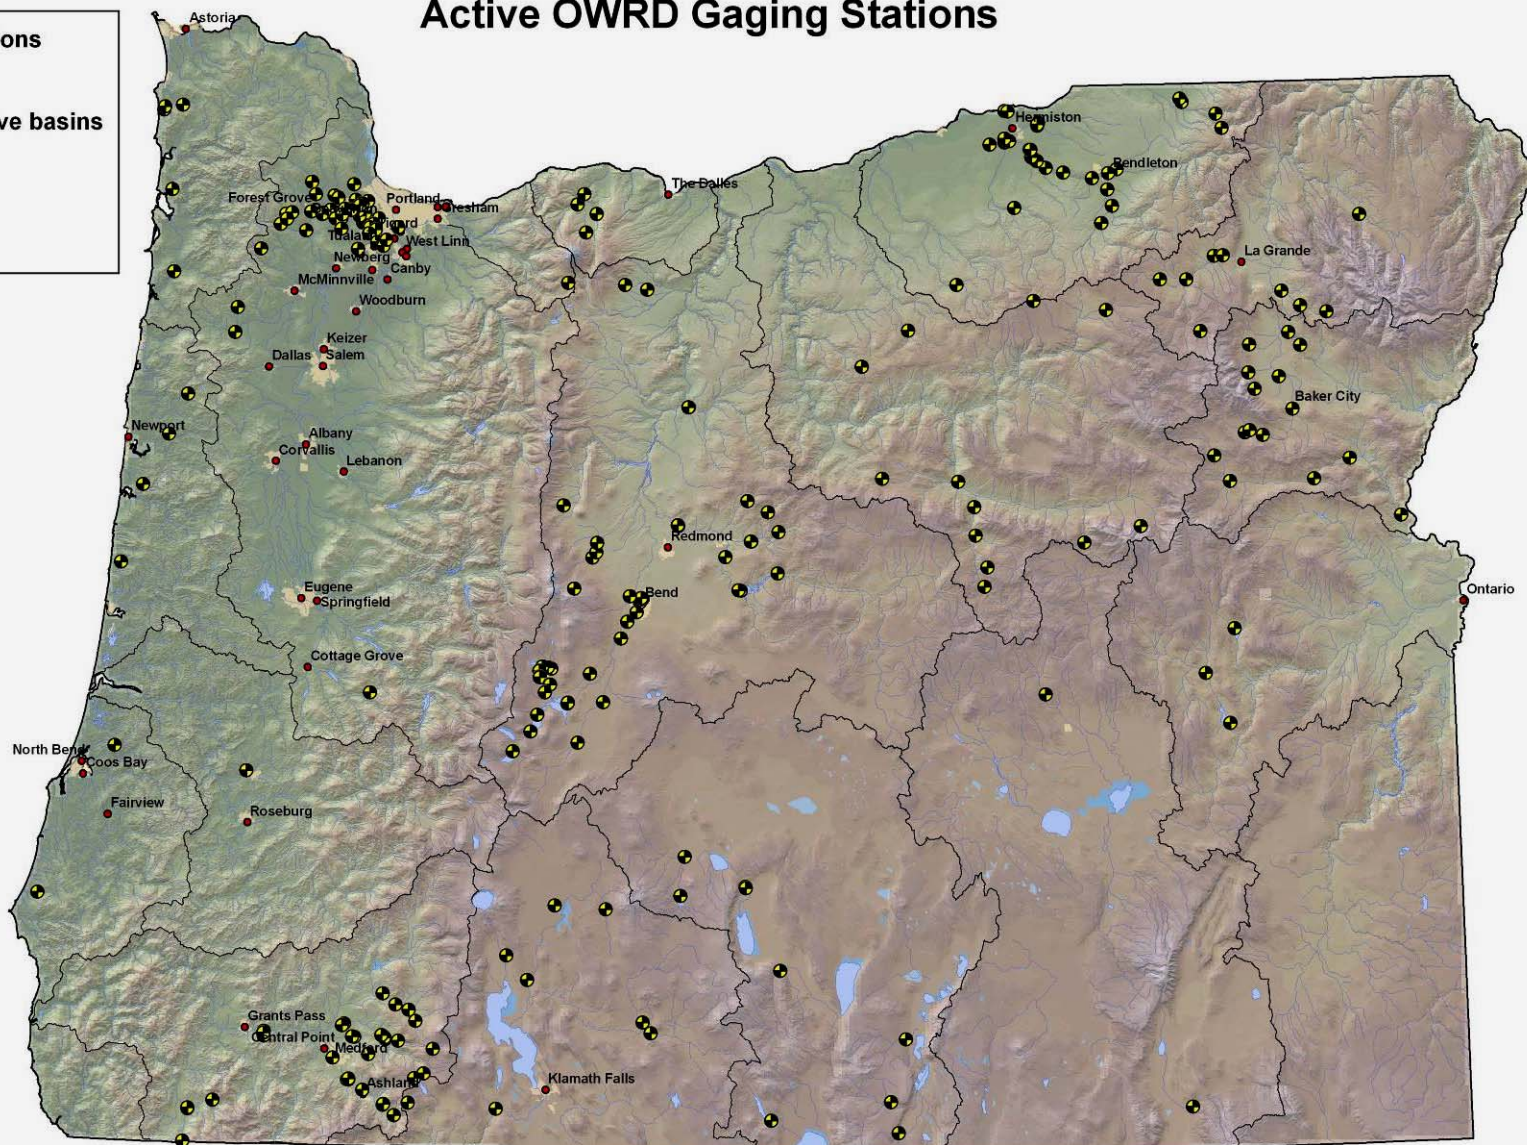 Active OWRD Gaging Stations
ons
ve basins
Astoria
Hermiston
Pendleton
The Dalles
Forest Grove
Portland
Gresham
Tigard
West Linn
Newberg
Canby
McMinnville
Woodburn
La Grande
Keizer
Dallas
Salem
Baker City
Newport
Albany
Corvallis
Lebanon
Redmond
Bend
Ontario
Eugene
Springfield
Cottage Grove
North Bend
Coos Bay
Fairview
Roseburg
Grants Pass
Central Point
Medford
Ashland
Klamath Falls